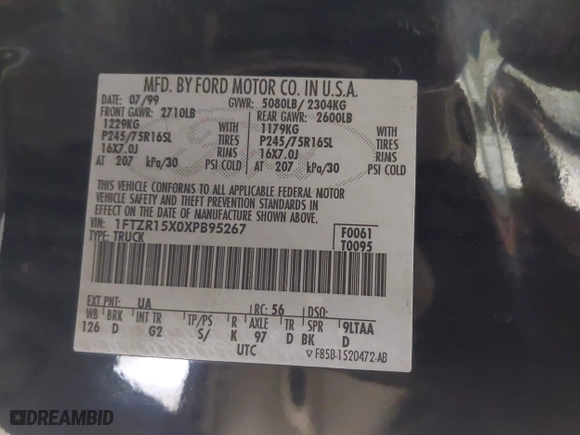 MFD. BY FORD MOTOR CO. IN U.S.A.
DATE: 07/99 GVWR: 5080LB/ 2304KG
FRONT GAWR: 2710LB REAR GAWR: 2600LB
1229KG WITH 1179KG WITH
P245/75R16SL TIRES P245/75R16SL TIRES
16X7.0J RIMS 16X7.0J RIMS
AT 207 kPa/30 PSI COLD AT 207 kPa/30 PSI COLD
THIS VEHICLE CONFORMS TO ALL APPLICABLE FEDERAL MOTOR
VEHICLE SAFETY AND THEFT PREVENTION STANDARDS IN
EFFECT ON THE DATE OF MANUFACTURE SHOWN ABOVE.
VIN: 1FTZR15X0XPB95267 F0061
TYPE: TRUCK T0095
EXT PNT: UA RC: 56 DSO:
WB BRK INT TR TP/PS R AXLE TR SPR 9LTAA
126 D G2 S/ K 97 D BK D
UTC F85B-1520472-AB
DREAMBID